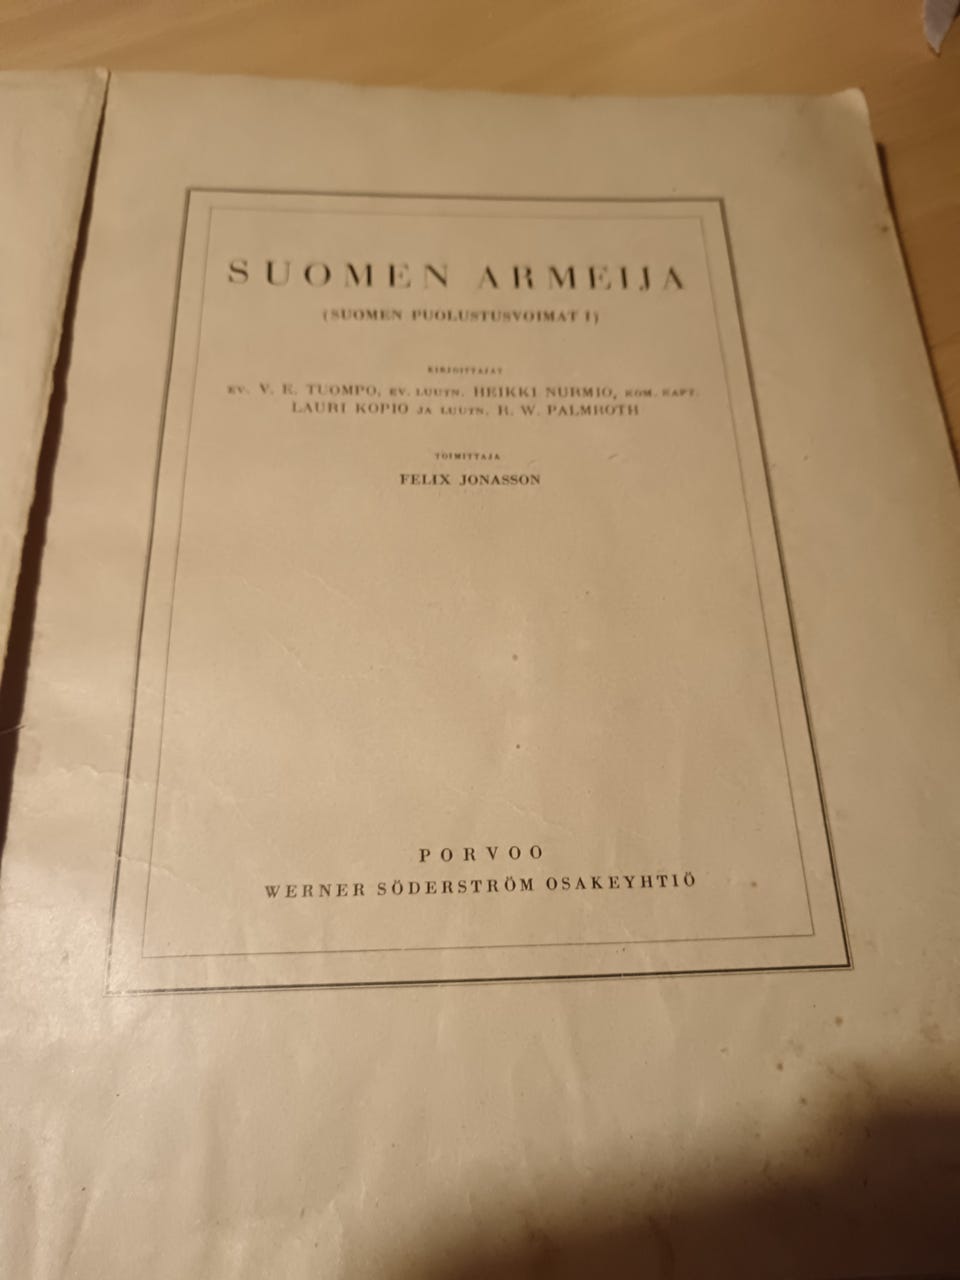 SUOMEN ARMEIJA
(SUOMEN PUOLUSTUSVOIMAT I)
KIRJOITTAJAT
EV. V. E. TUOMPO, EV. LUUTN. HEIKKI NURMIO, KOM. KAPT.
LAURI KOPIO JA LUUTN. R. W. PALMROTH
TOIMITTAJA
FELIX JONASSON
PORVOO
WERNER SÖDERSTRÖM OSAKEYHTIÖ